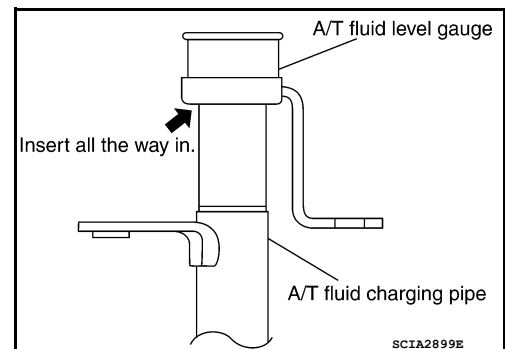 A/T fluid level gauge
Insert all the way in.
A/T fluid charging pipe
SCIA2899E